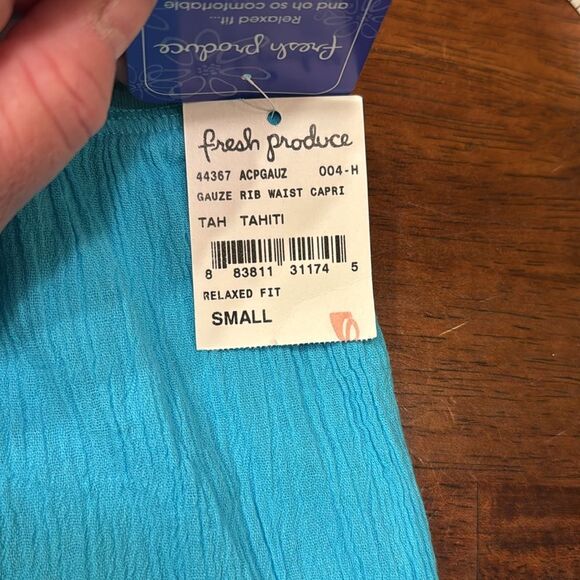 fresh produce
Relaxed fit...
and oh so comfortable
fresh produce
44367 ACPGAUZ 004-H
GAUZE RIB WAIST CAPRI
TAH TAHITI
8 83811 31174 5
RELAXED FIT
SMALL